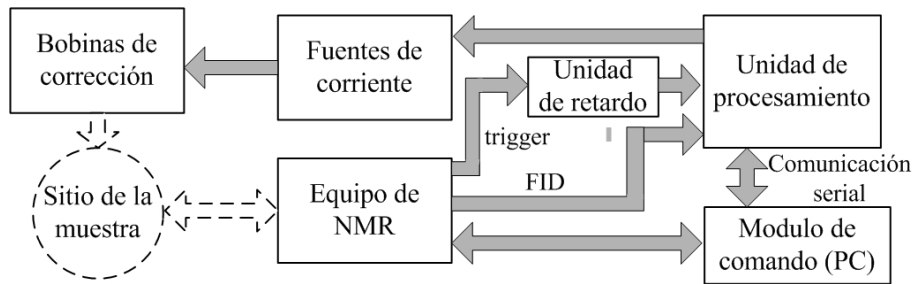 Bobinas de
corrección
Fuentes de
corriente
Unidad
de retardo
Unidad de
procesamiento
trigger
Comunicación
serial
Sitio de la
muestra
Equipo de
NMR
FID
Modulo de
comando (PC)